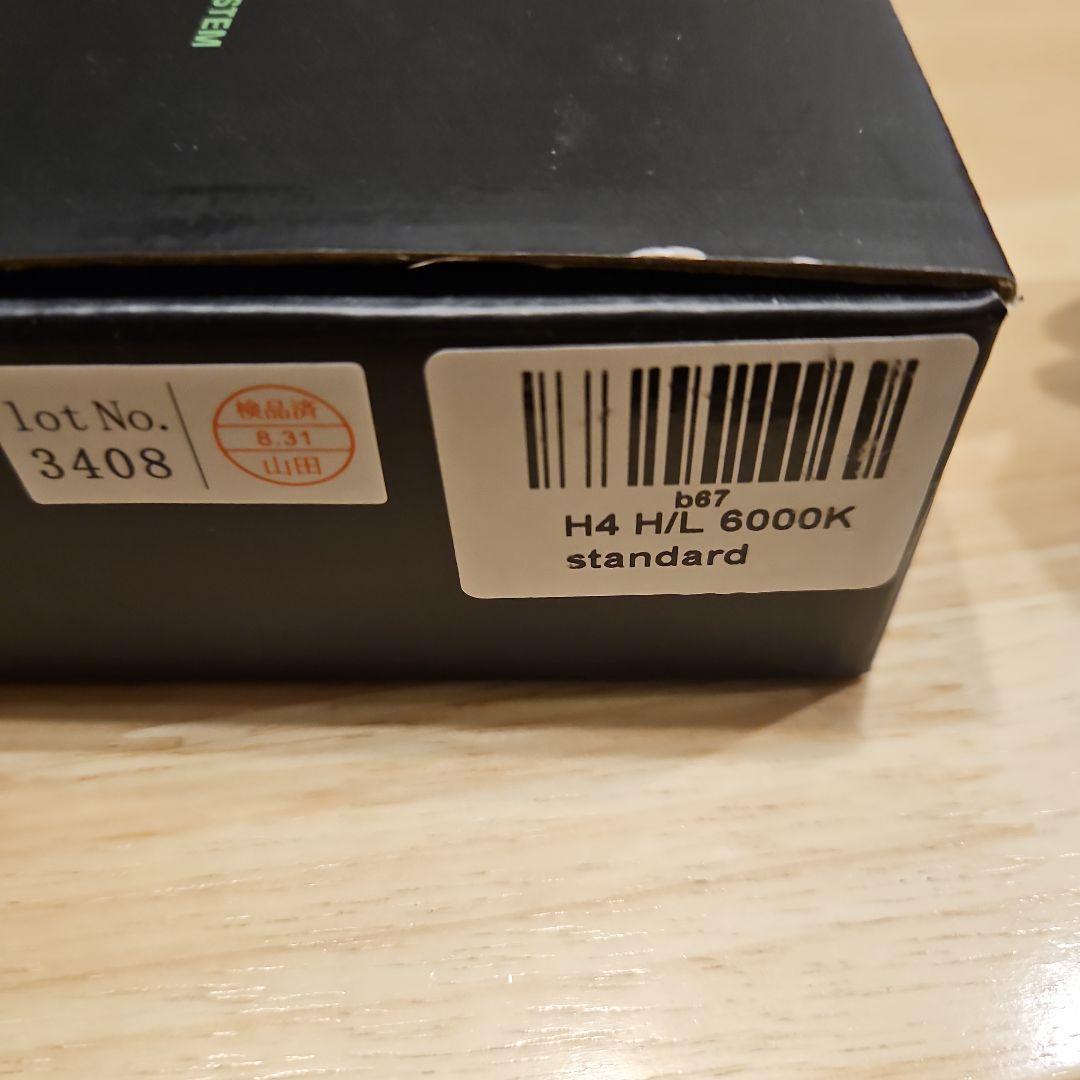 STEM
lot No.
3408
検品済
8.31
山田
b67
H4 H/L 6000K
standard